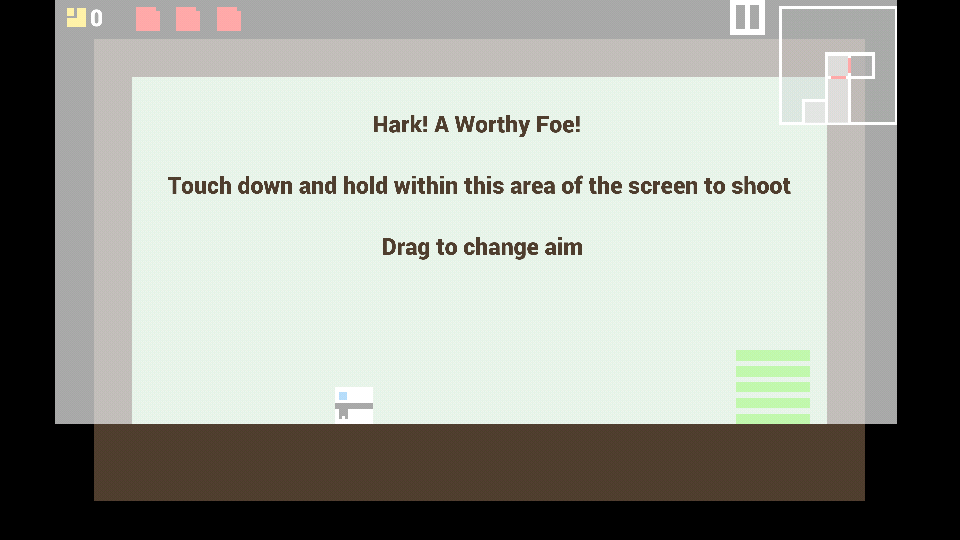 0
Hark! A Worthy Foe!
Touch down and hold within this area of the screen to shoot
Drag to change aim